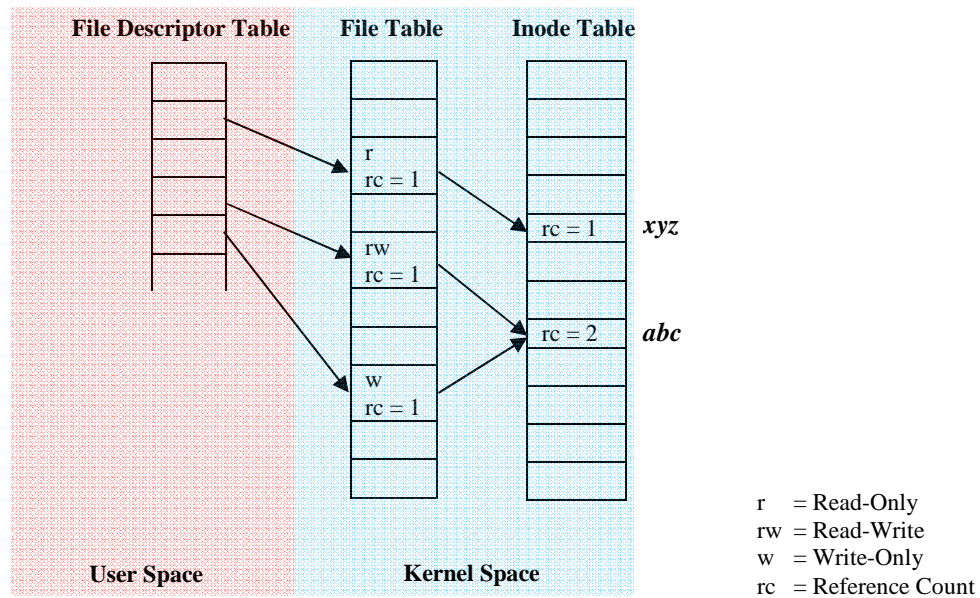 File Descriptor Table
File Table
Inode Table
r
rc = 1
rc = 1
xyz
rw
rc = 1
rc = 2
abc
w
rc = 1
r = Read-Only
rw = Read-Write
w = Write-Only
rc = Reference Count
User Space
Kernel Space